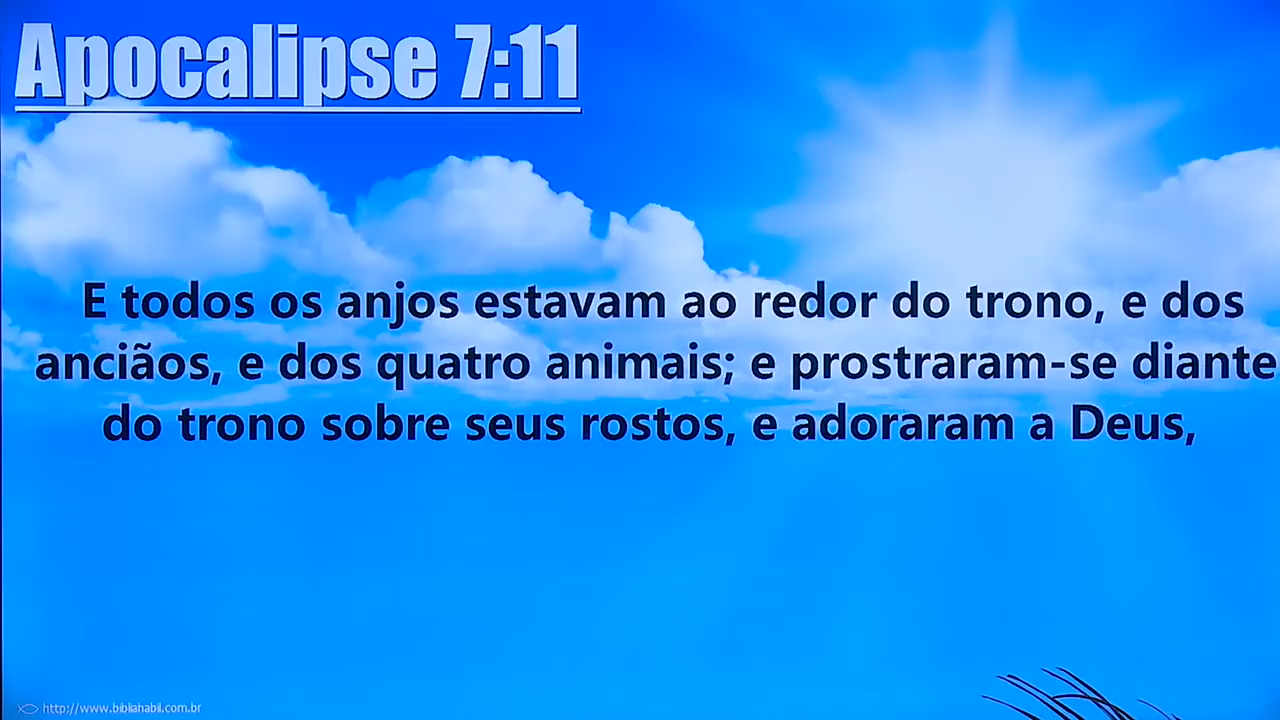 Apocalipse 7:11
E todos os anjos estavam ao redor do trono, e dos
anciãos, e dos quatro animais; e prostraram-se diante
do trono sobre seus rostos, e adoraram a Deus,
http://www.bibliahabil.com.br